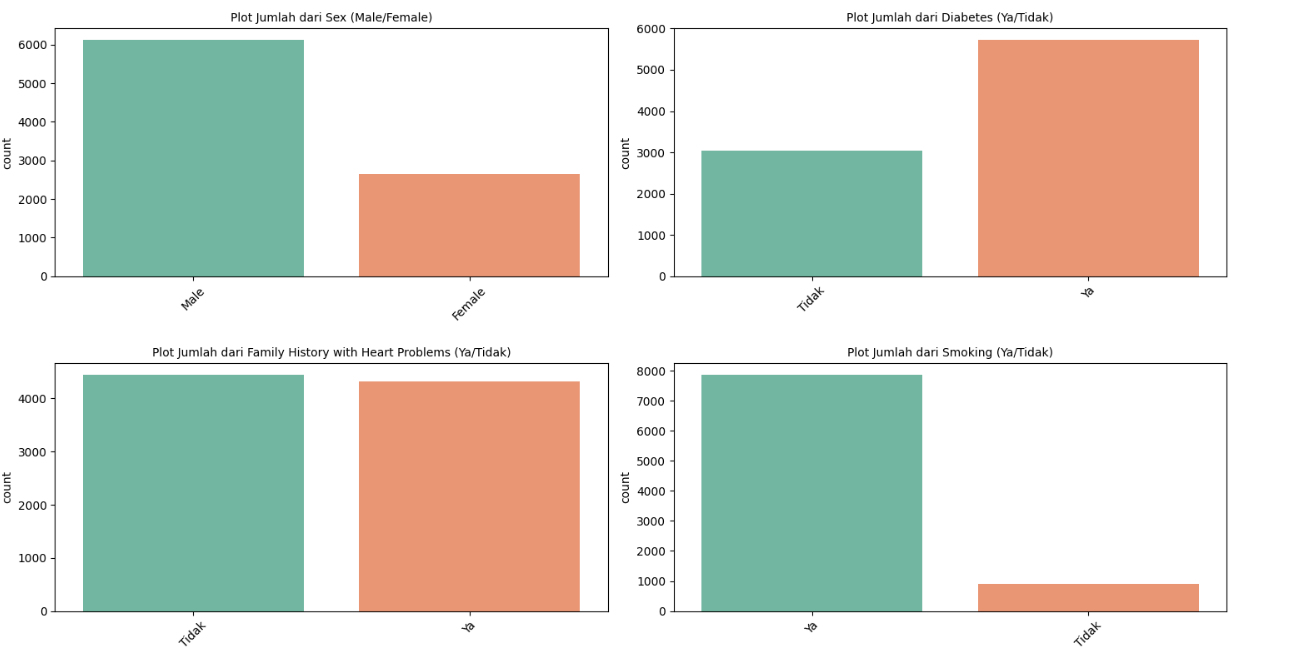 Plot Jumlah dari Sex (Male/Female)
6000
5000
4000
3000
2000
1000
0
count
Male
Female
Plot Jumlah dari Diabetes (Ya/Tidak)
6000
5000
4000
3000
2000
1000
0
count
Tidak
Ya
Plot Jumlah dari Family History with Heart Problems (Ya/Tidak)
4000
3000
2000
1000
0
count
Tidak
Ya
Plot Jumlah dari Smoking (Ya/Tidak)
8000
7000
6000
5000
4000
3000
2000
1000
0
count
Ya
Tidak